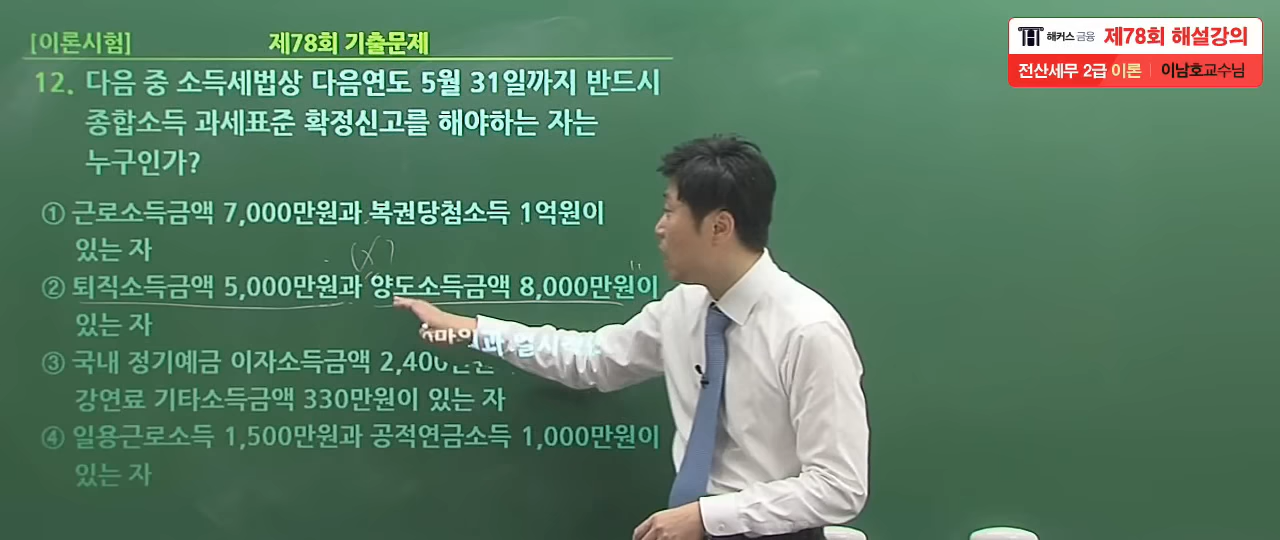 [이론시험] 제78회 기출문제
12. 다음 중 소득세법상 다음연도 5월 31일까지 반드시
종합소득 과세표준 확정신고를 해야하는 자는
누구인가?
① 근로소득금액 7,000만원과 복권당첨소득 1억원이
있는 자
(X)
② 퇴직소득금액 5,000만원과 양도소득금액 8,000만원이
있는 자
③ 국내 정기예금 이자소득금액 2,400만원
강연료 기타소득금액 330만원이 있는 자
④ 일용근로소득 1,500만원과 공적연금소득 1,000만원이
있는 자
해커스 금융 제78회 해설강의
전산세무 2급 이론 | 이남호교수님